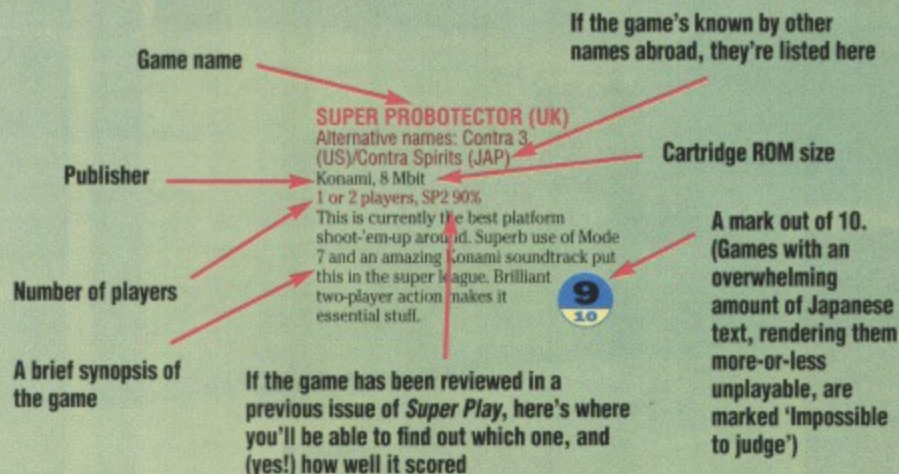 If the game's known by other
names abroad, they're listed here
Game name
SUPER PROBOTECTOR (UK)
Alternative names: Contra 3
(US)/Contra Spirits (JAP)
Cartridge ROM size
Publisher
Konami, 8 Mbit
1 or 2 players, SP2 90%
This is currently the best platform
shoot-'em-up around. Superb use of Mode
7 and an amazing Konami soundtrack put
this in the super league. Brilliant
two-player action makes it
essential stuff.
9
10
A mark out of 10.
(Games with an
overwhelming
amount of Japanese
text, rendering them
more-or-less
unplayable, are
marked 'Impossible
to judge')
Number of players
A brief synopsis of
the game
If the game has been reviewed in a
previous issue of Super Play, here's where
you'll be able to find out which one, and
(yes!) how well it scored